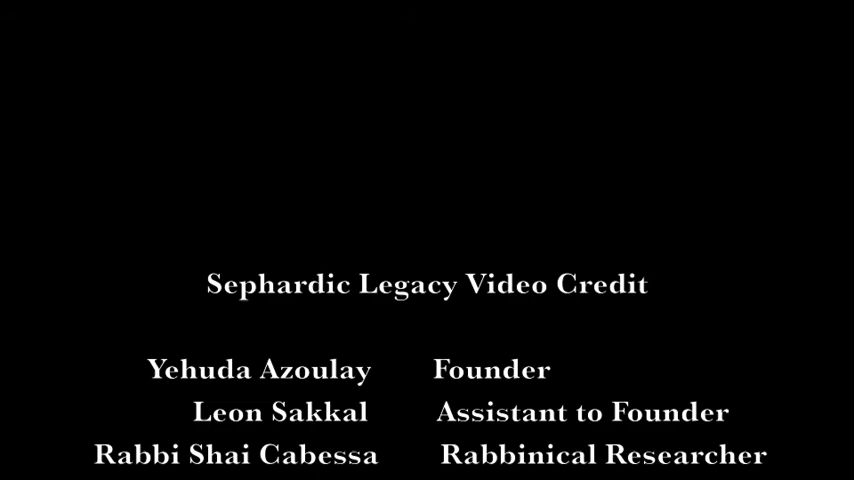 Sephardic Legacy Video Credit
Yehuda Azoulay Founder
Leon Sakkal Assistant to Founder
Rabbi Shai Cabessa Rabbinical Researcher